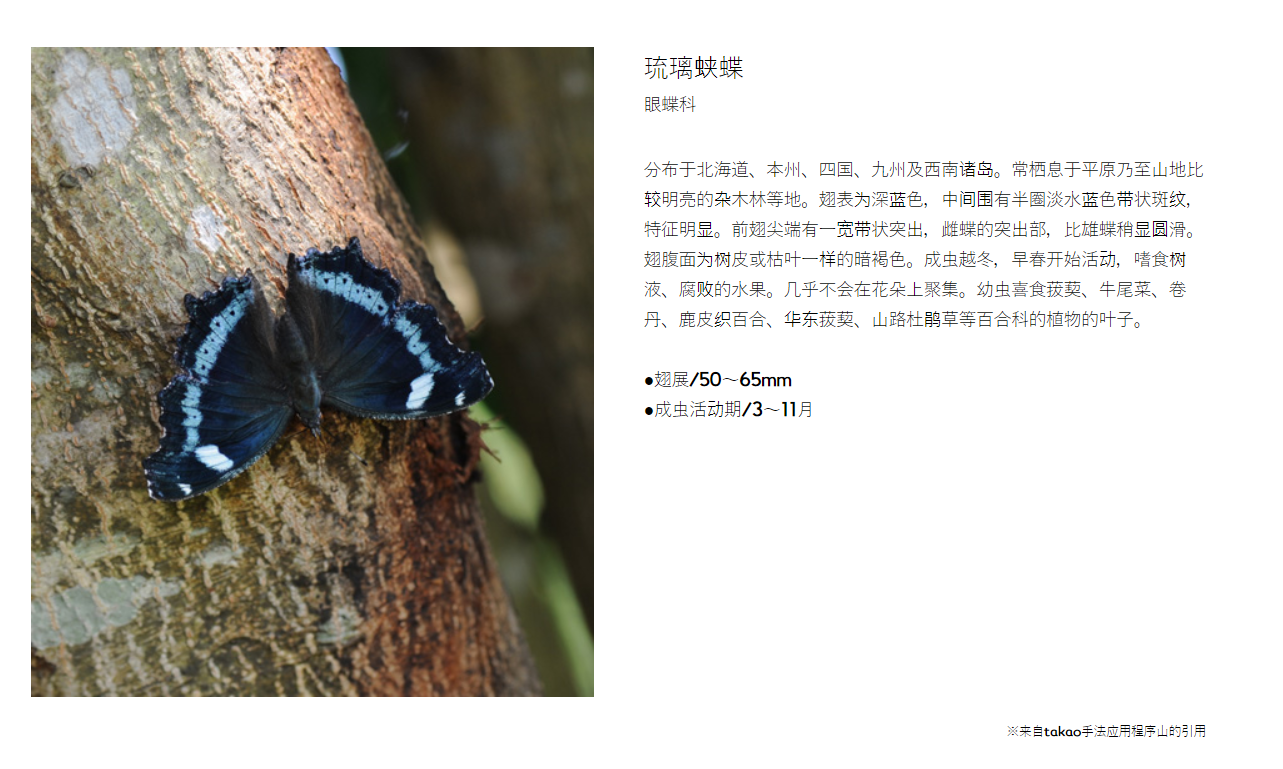 琉璃蛱蝶
眼蝶科
分布于北海道、本州、四国、九州及西南诸岛。常栖息于平原乃至山地比
较明亮的杂木林等地。翅表为深蓝色，中间围有半圈淡水蓝色带状斑纹，
特征明显。前翅尖端有一宽带状突出，雌蝶的突出部，比雄蝶稍显圆滑。
翅腹面为树皮或枯叶一样的暗褐色。成虫越冬，早春开始活动，嗜食树
液、腐败的水果。几乎不会在花朵上聚集。幼虫喜食菝葜、牛尾菜、卷
丹、鹿皮织百合、华东菝葜、山路杜鹃草等百合科的植物的叶子。
●翅展/50～65mm
●成虫活动期/3～11月
※来自takao手法应用程序山的引用